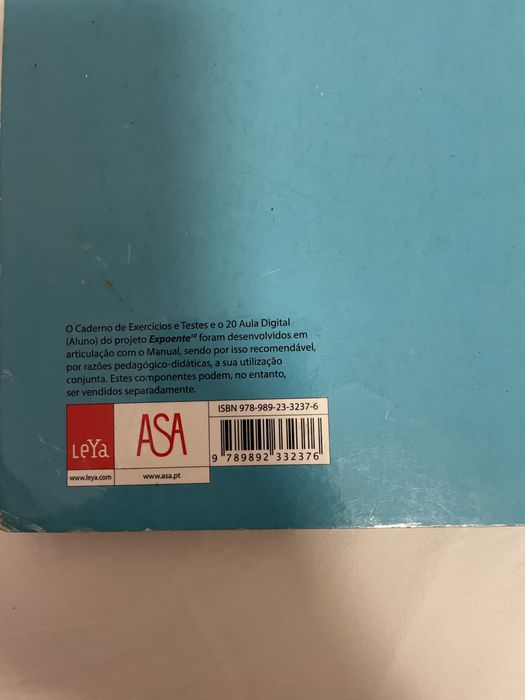 O Caderno de Exercícios e Testes e o 20 Aula Digital
(Aluno) do projeto Expoente¹⁰ foram desenvolvidos em
articulação com o Manual, sendo por isso recomendável,
por razões pedagógico-didáticas, a sua utilização
conjunta. Estes componentes podem, no entanto,
ser vendidos separadamente.
LeYa
www.leya.com
ASA
www.asa.pt
ISBN 978-989-23-3237-6
9 789892 332376